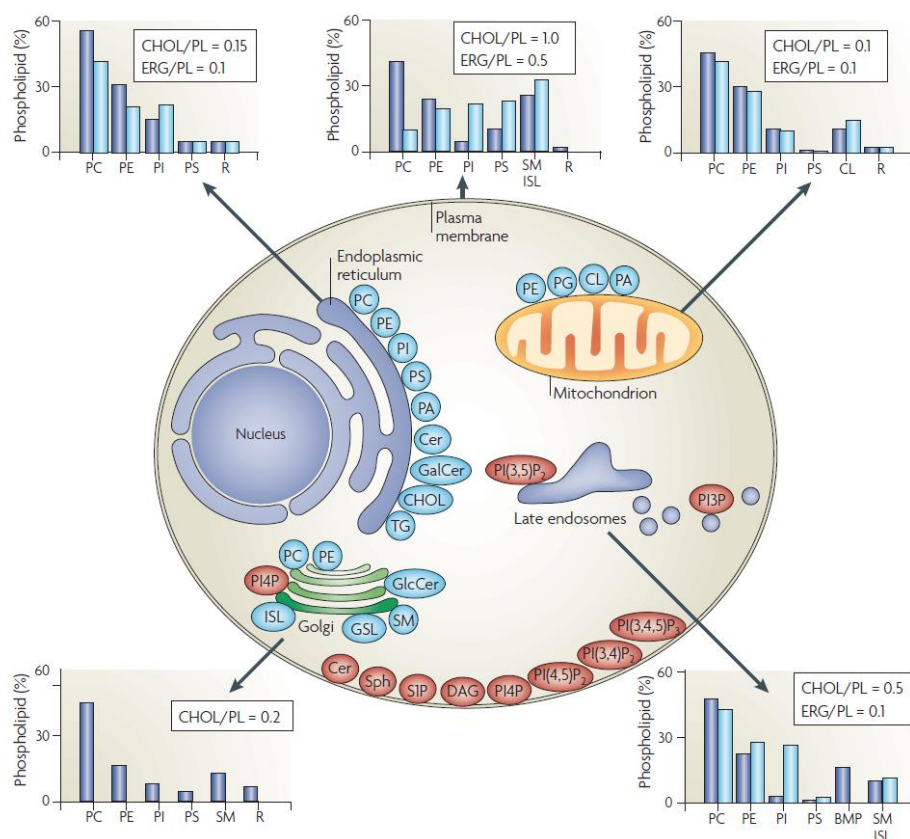 60
30
0
Phospholipid (%)
CHOL/PL = 0.15
ERG/PL = 0.1
PC PE PI PS R
60
30
0
Phospholipid (%)
CHOL/PL = 1.0
ERG/PL = 0.5
PC PE PI PS SM R
ISL
60
30
0
Phospholipid (%)
CHOL/PL = 0.1
ERG/PL = 0.1
PC PE PI PS CL R
Plasma
membrane
Endoplasmic
reticulum
PC
PE
PI
PS
PA
Cer
GalCer
CHOL
TG
Nucleus
PE PG CL PA
Mitochondrion
PI(3,5)P2
Late endosomes
PI3P
PC PE
PI4P
GlcCer
ISL
Golgi
GSL
SM
Cer
Sph
S1P
DAG
PI4P
PI(4,5)P2
PI(3,4)P2
PI(3,4,5)P3
60
30
0
Phospholipid (%)
CHOL/PL = 0.2
PC PE PI PS SM R
60
30
0
Phospholipid (%)
CHOL/PL = 0.5
ERG/PL = 0.1
PC PE PI PS BMP SM
ISL